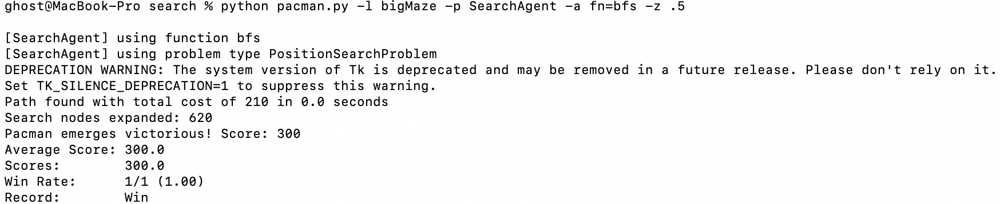 ghost@MacBook-Pro search % python pacman.py -l bigMaze -p SearchAgent -a fn=bfs -z .5
[SearchAgent] using function bfs
[SearchAgent] using problem type PositionSearchProblem
DEPRECATION WARNING: The system version of Tk is deprecated and may be removed in a future release. Please don't rely on it.
Set TK_SILENCE_DEPRECATION=1 to suppress this warning.
Path found with total cost of 210 in 0.0 seconds
Search nodes expanded: 620
Pacman emerges victorious! Score: 300
Average Score: 300.0
Scores:        300.0
Win Rate:      1/1 (1.00)
Record:        Win